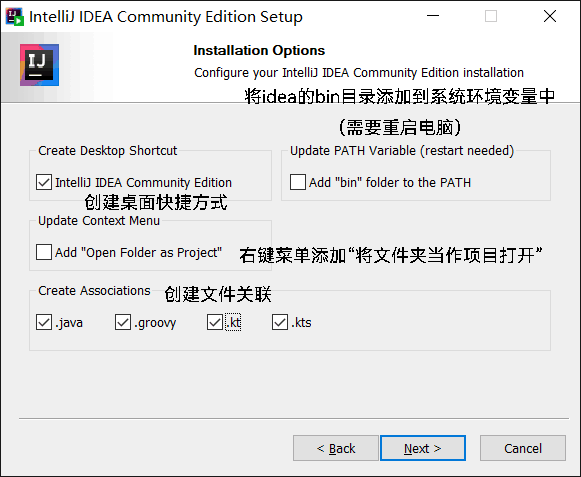 IntelliJ IDEA Community Edition Setup
IJ
Installation Options
Configure your IntelliJ IDEA Community Edition installation
将idea的bin目录添加到系统环境变量中
（需要重启电脑）
Create Desktop Shortcut
Update PATH Variable (restart needed)
IntelliJ IDEA Community Edition
Add "bin" folder to the PATH
创建桌面快捷方式
Update Context Menu
Add "Open Folder as Project"
右键菜单添加“将文件夹当作项目打开”
Create Associations
创建文件关联
.java
.groovy
.kt
.kts
< Back
Next >
Cancel